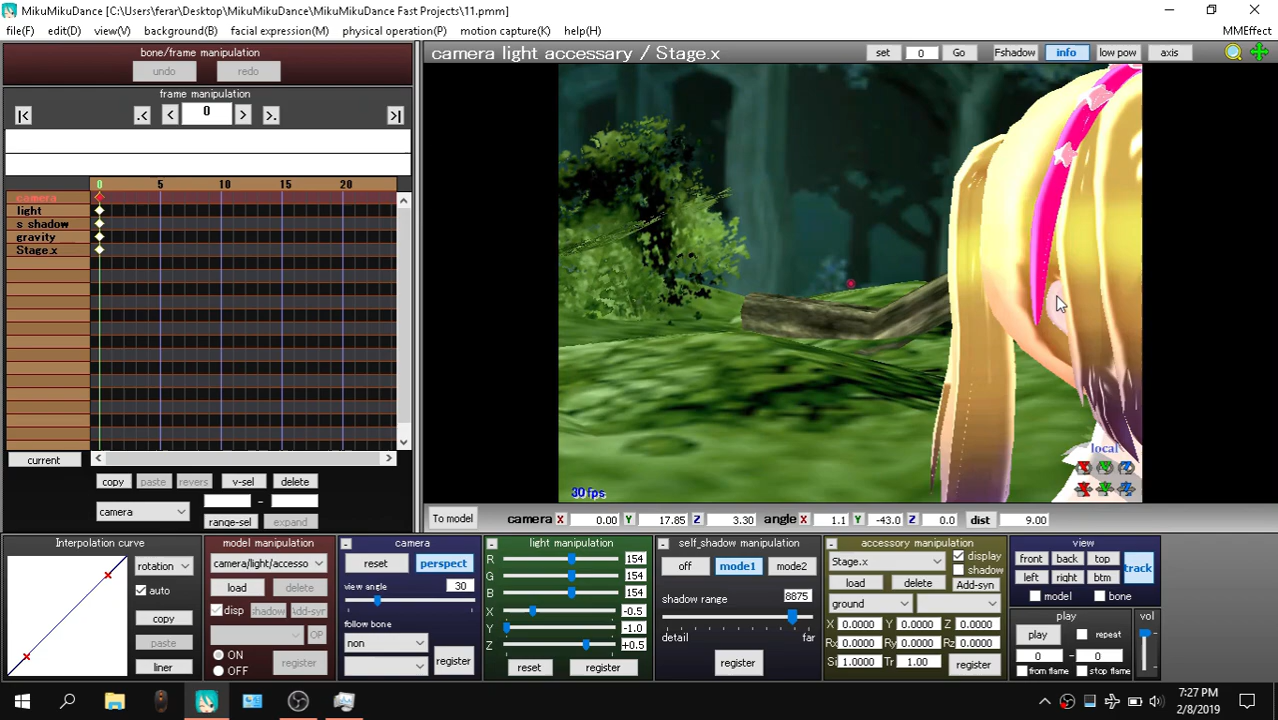 MikuMikuDance [C:\Users\ferar\Desktop\MikuMikuDance\MikuMikuDance Fast Projects\11.pmm]
file(F) edit(D) view(V) background(B) facial expression(M) physical operation(P) motion capture(K) help(H) MMEffect
bone/frame manipulation
undo redo
frame manipulation
|< .< < 0 > >. >|
0 5 10 15 20
camera
light
s shadow
gravity
Stage.x
current
copy paste revers v-sel delete
camera -
range-sel expand
camera light accessary / Stage.x set 0 Go Fshadow info low pow axis
local
30 fps
To model camera X 0.00 Y 17.85 Z 3.30 angle X 1.1 Y -43.0 Z 0.0 dist 9.00
Interpolation curve
rotation
auto
copy
paste
liner
model manipulation
camera/light/accesso
load delete
disp shadow Add-syn
OP
ON
OFF
register
- camera
reset perspect
view angle 30
follow bone
non
register
- light manipulation
R 154
G 154
B 154
X -0.5
Y -1.0
Z +0.5
reset register
- self_shadow manipulation
off mode1 mode2
shadow range 8875
detail far
register
- accessory manipulation
Stage.x display
shadow
load delete Add-syn
ground
X 0.0000 Y 0.0000 Z 0.0000
Rx 0.0000 Ry 0.0000 Rz 0.0000
Si 1.0000 Tr 1.00 register
view
front back top
left right btm
track
model bone
play
play repeat
0 - 0
from flame stop flame
vol
7:27 PM
2/8/2019